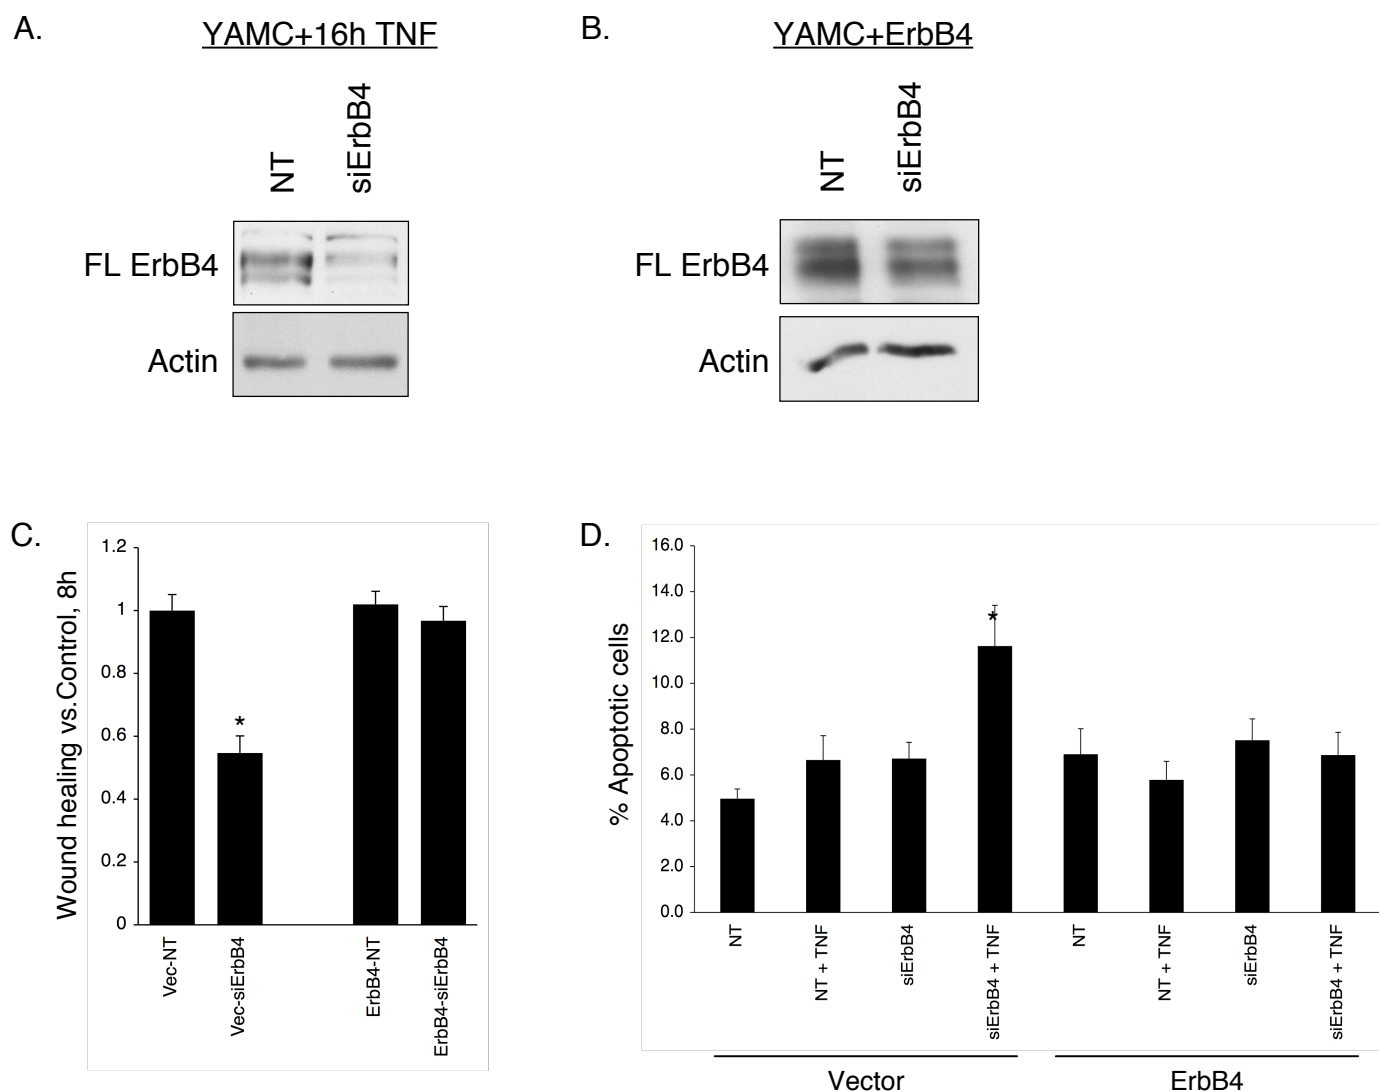 A.
YAMC+16h TNF
NT
siErbB4
FL ErbB4
Actin
B.
YAMC+ErbB4
NT
siErbB4
FL ErbB4
Actin
C.
Wound healing vs.Control, 8h
1.2
1
0.8
0.6
0.4
0.2
0
*
Vec-NT
Vec-siErbB4
ErbB4-NT
ErbB4-siErbB4
D.
% Apoptotic cells
16.0
14.0
12.0
10.0
8.0
6.0
4.0
2.0
0.0
*
NT
NT + TNF
siErbB4
siErbB4 + TNF
NT
NT + TNF
siErbB4
siErbB4 + TNF
Vector
ErbB4